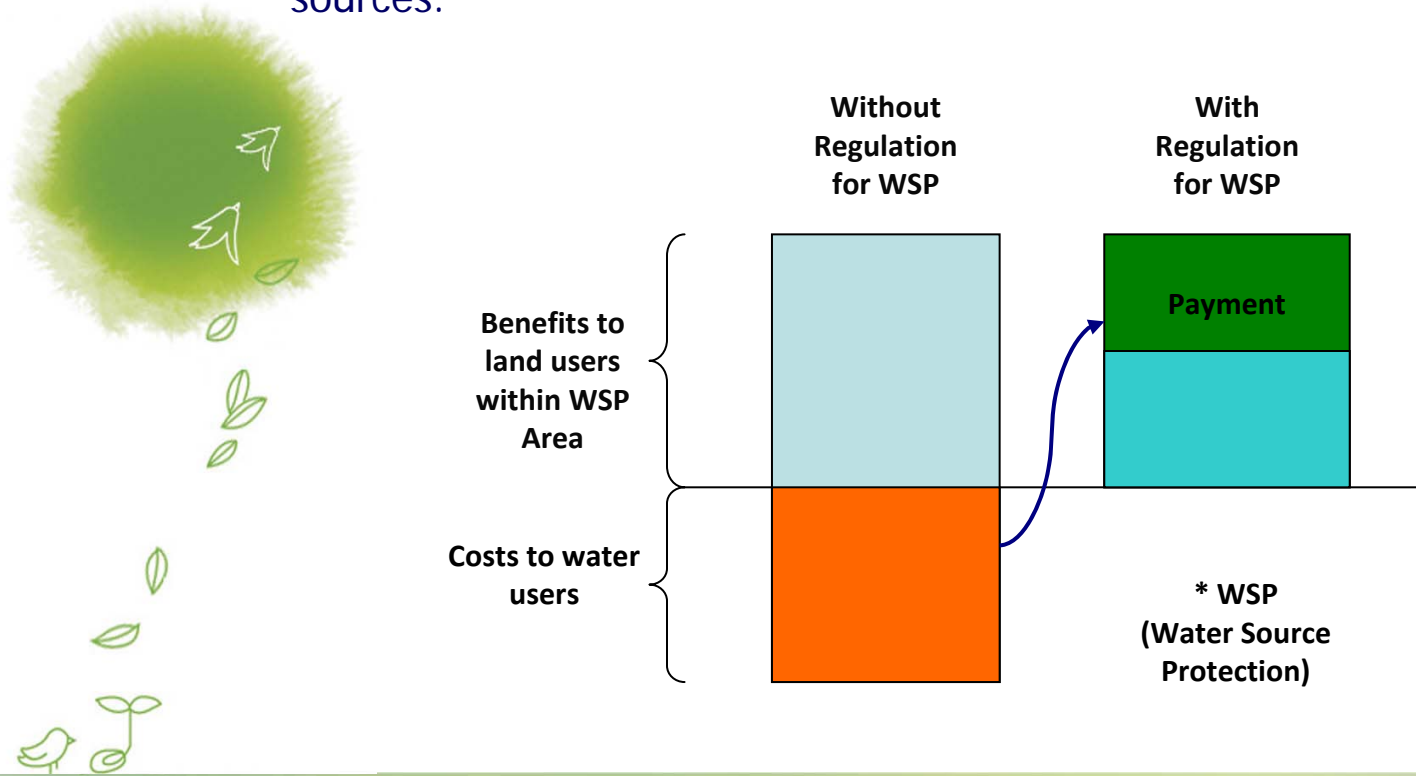 sources.
Without
Regulation
for WSP
With
Regulation
for WSP
Payment
Benefits to
land users
within WSP
Area
Costs to water
users
* WSP
(Water Source
Protection)